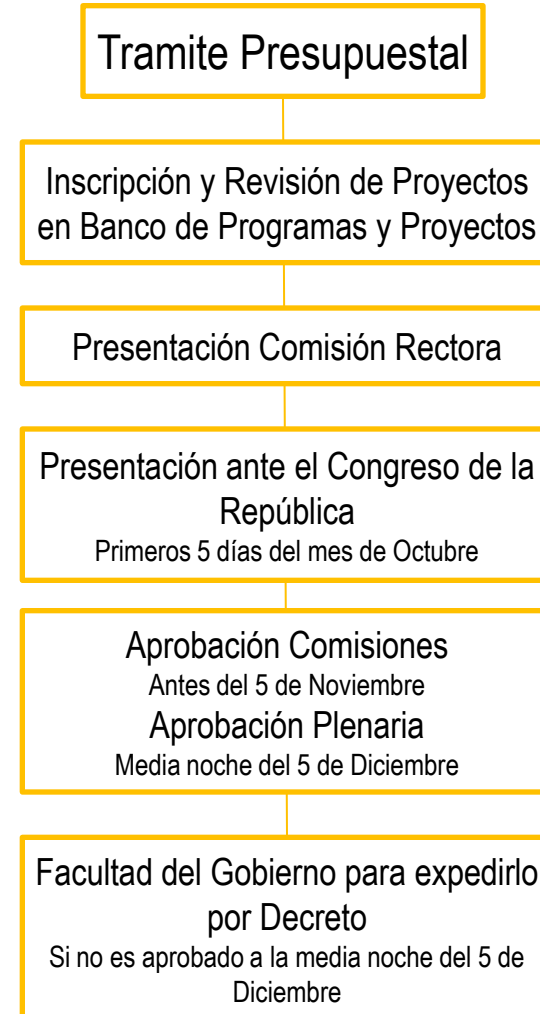 Tramite Presupuestal
Inscripción y Revisión de Proyectos
en Banco de Programas y Proyectos
Presentación Comisión Rectora
Presentación ante el Congreso de la
República
Primeros 5 días del mes de Octubre
Aprobación Comisiones
Antes del 5 de Noviembre
Aprobación Plenaria
Media noche del 5 de Diciembre
Facultad del Gobierno para expedirlo
por Decreto
Si no es aprobado a la media noche del 5 de
Diciembre